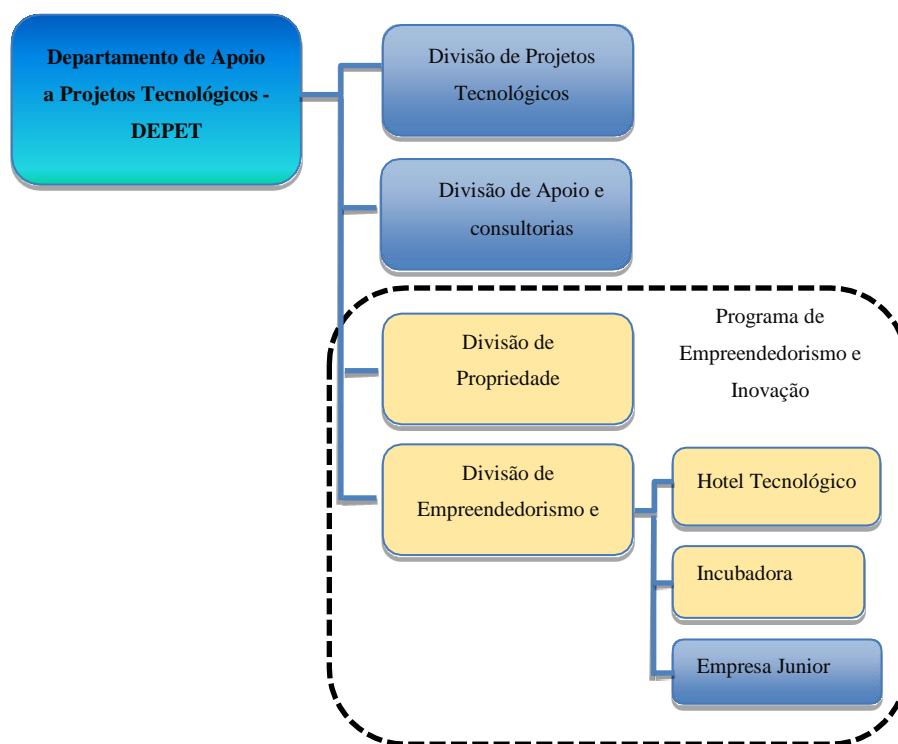 Departamento de Apoio
a Projetos Tecnológicos -
DEPET
Divisão de Projetos
Tecnológicos
Divisão de Apoio e
consultorias
Programa de
Empreendedorismo e
Inovação
Divisão de
Propriedade
Divisão de
Empreendedorismo e
Hotel Tecnológico
Incubadora
Empresa Junior